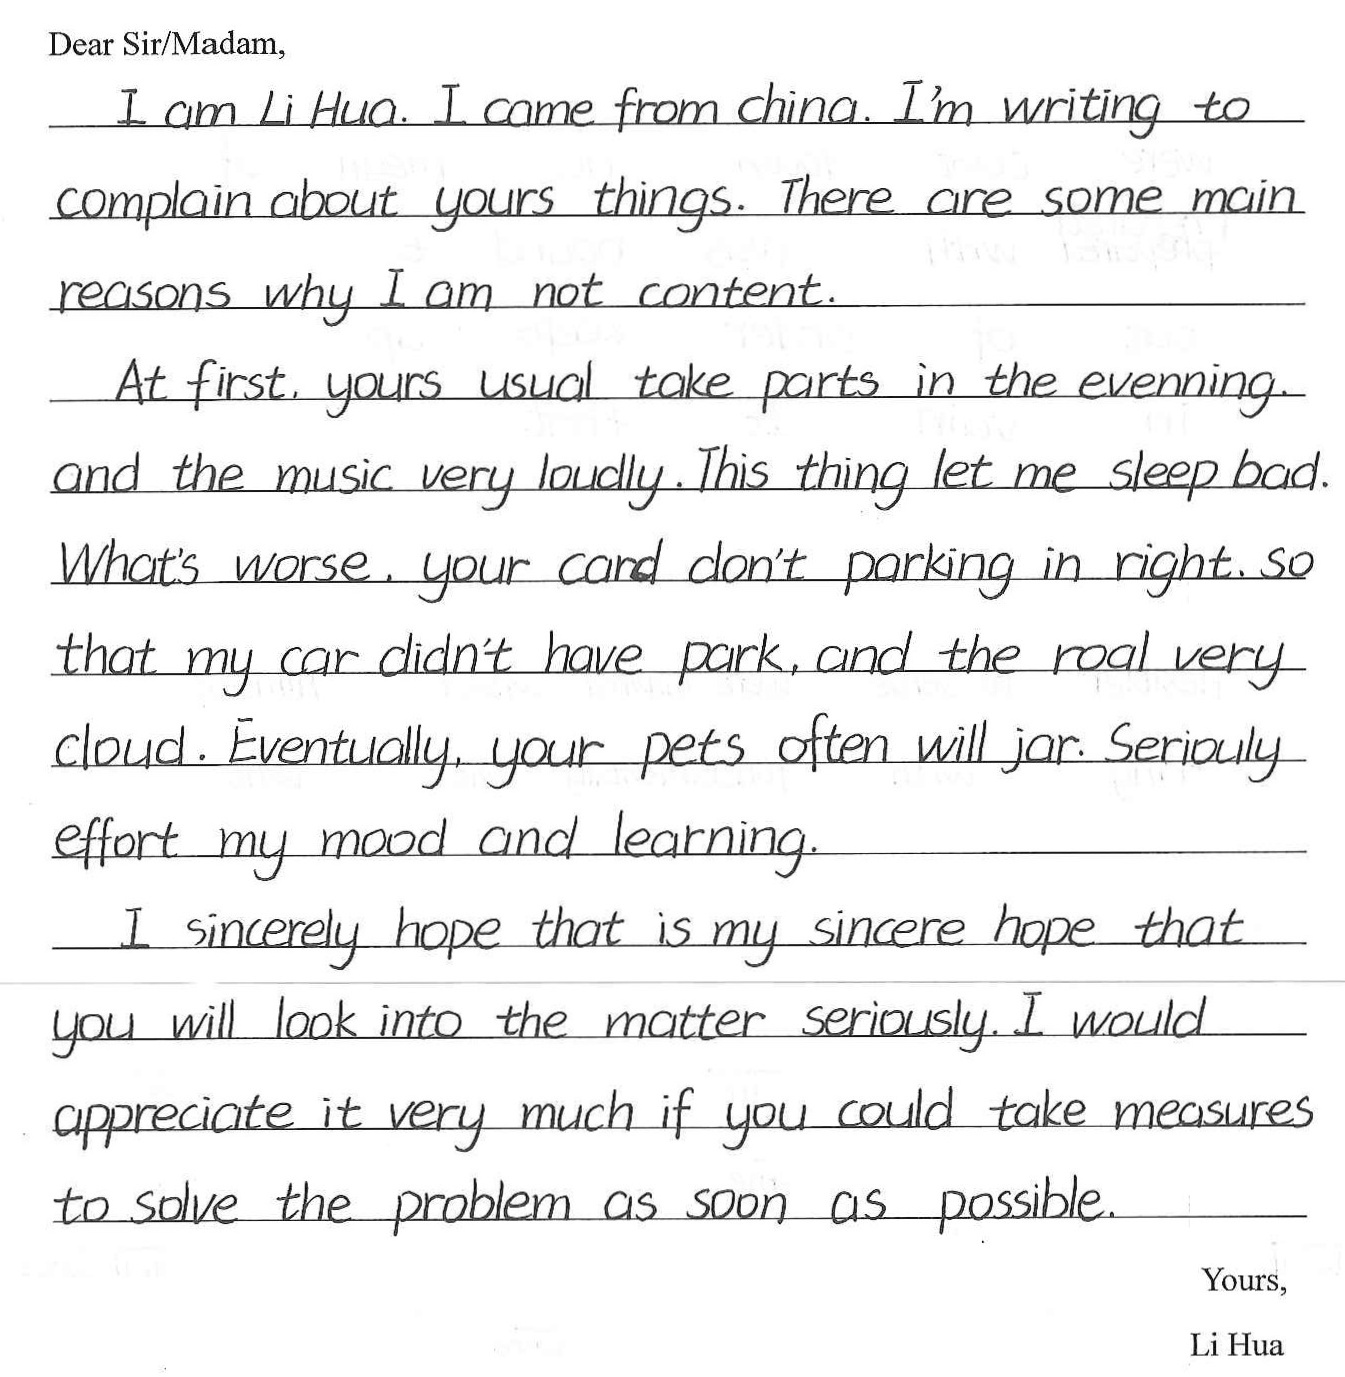 Dear Sir/Madam,
I am Li Hua. I came from china. I'm writing to
complain about yours things. There are some main
reasons why I am not content.
At first, yours usual take parts in the evenning.
and the music very loudly. This thing let me sleep bad.
What's worse, your card don't parking in right. so
that my car didn't have park, and the roal very
cloud. Eventually, your pets often will jar. Seriouly
effort my mood and learning.
I sincerely hope that is my sincere hope that
you will look into the matter seriously. I would
appreciate it very much if you could take measures
to solve the problem as soon as possible.
Yours,
Li Hua